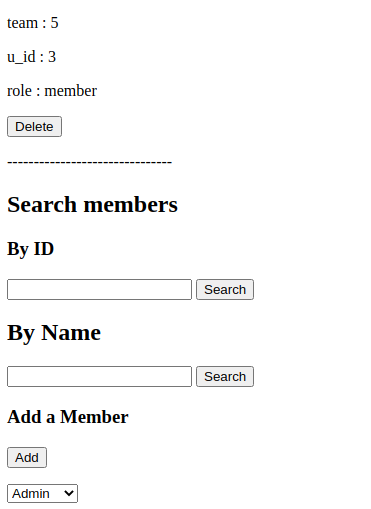 team : 5
u_id : 3
role : member
Delete
-------------------------------
Search members
By ID
Search
By Name
Search
Add a Member
Add
Admin